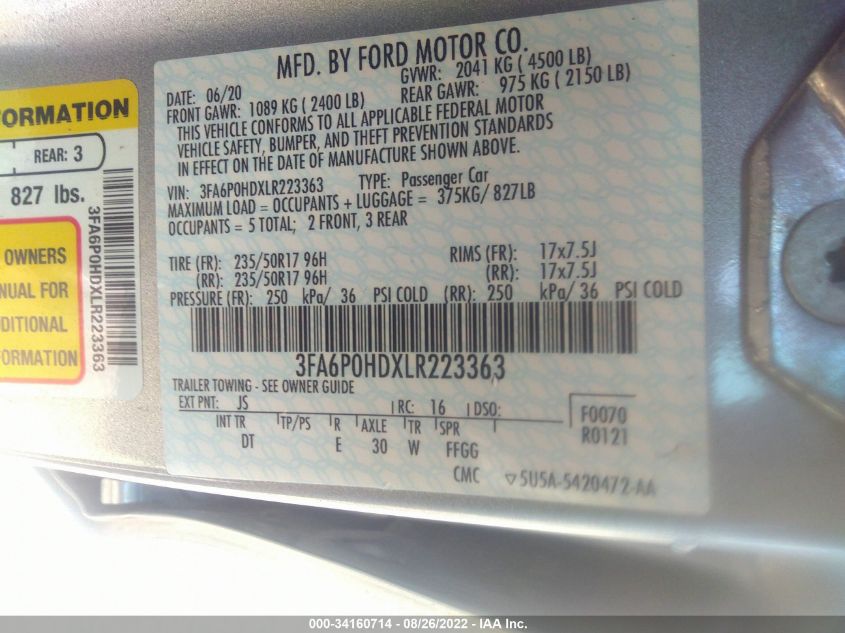 FORMATION
REAR: 3
827 lbs.
OWNERS
NUAL FOR
DDITIONAL
FORMATION
3FA6P0HDXLR223363
MFD. BY FORD MOTOR CO.
DATE: 06/20 GVWR: 2041 KG ( 4500 LB)
FRONT GAWR: 1089 KG ( 2400 LB) REAR GAWR: 975 KG ( 2150 LB)
THIS VEHICLE CONFORMS TO ALL APPLICABLE FEDERAL MOTOR
VEHICLE SAFETY, BUMPER, AND THEFT PREVENTION STANDARDS
IN EFFECT ON THE DATE OF MANUFACTURE SHOWN ABOVE.
VIN: 3FA6P0HDXLR223363 TYPE: Passenger Car
MAXIMUM LOAD = OCCUPANTS + LUGGAGE = 375KG/ 827LB
OCCUPANTS = 5 TOTAL; 2 FRONT, 3 REAR
TIRE (FR): 235/50R17 96H RIMS (FR): 17x7.5J
(RR): 235/50R17 96H (RR): 17x7.5J
PRESSURE (FR): 250 kPa/ 36 PSI COLD (RR): 250 kPa/ 36 PSI COLD
3FA6P0HDXLR223363
TRAILER TOWING - SEE OWNER GUIDE
EXT PNT: JS RC: 16 DSO: F0070
INT TR TP/PS R AXLE TR SPR R0121
DT E 30 W FFGG
CMC 5U5A-5420472-AA
000-34160714 - 08/26/2022 - IAA Inc.